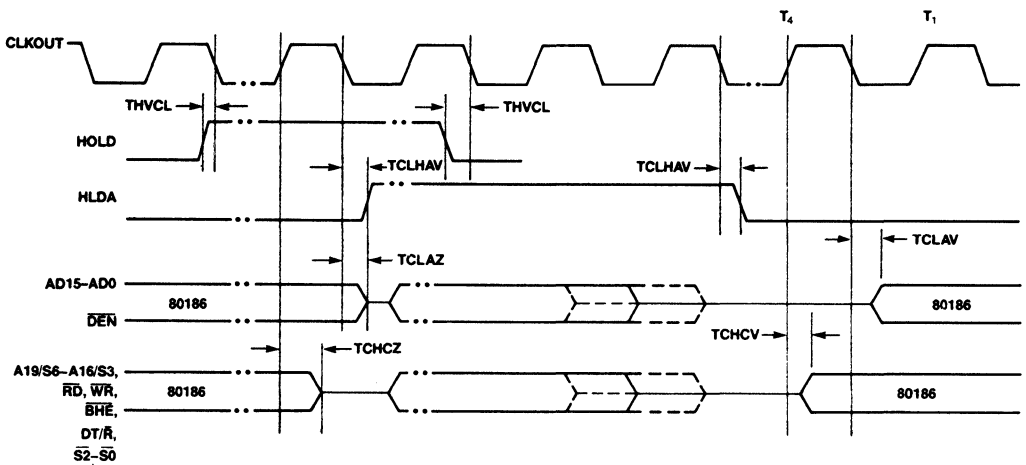 T4 T1
CLKOUT
THVCL THVCL
HOLD
TCLHAV TCLHAV
HLDA
TCLAV
TCLAZ
AD15–AD0
80186 80186
DEN
TCHCZ TCHCV
A19/S6–A16/S3,
RD, WR, 80186 80186
BHE,
DT/R,
S2–S0